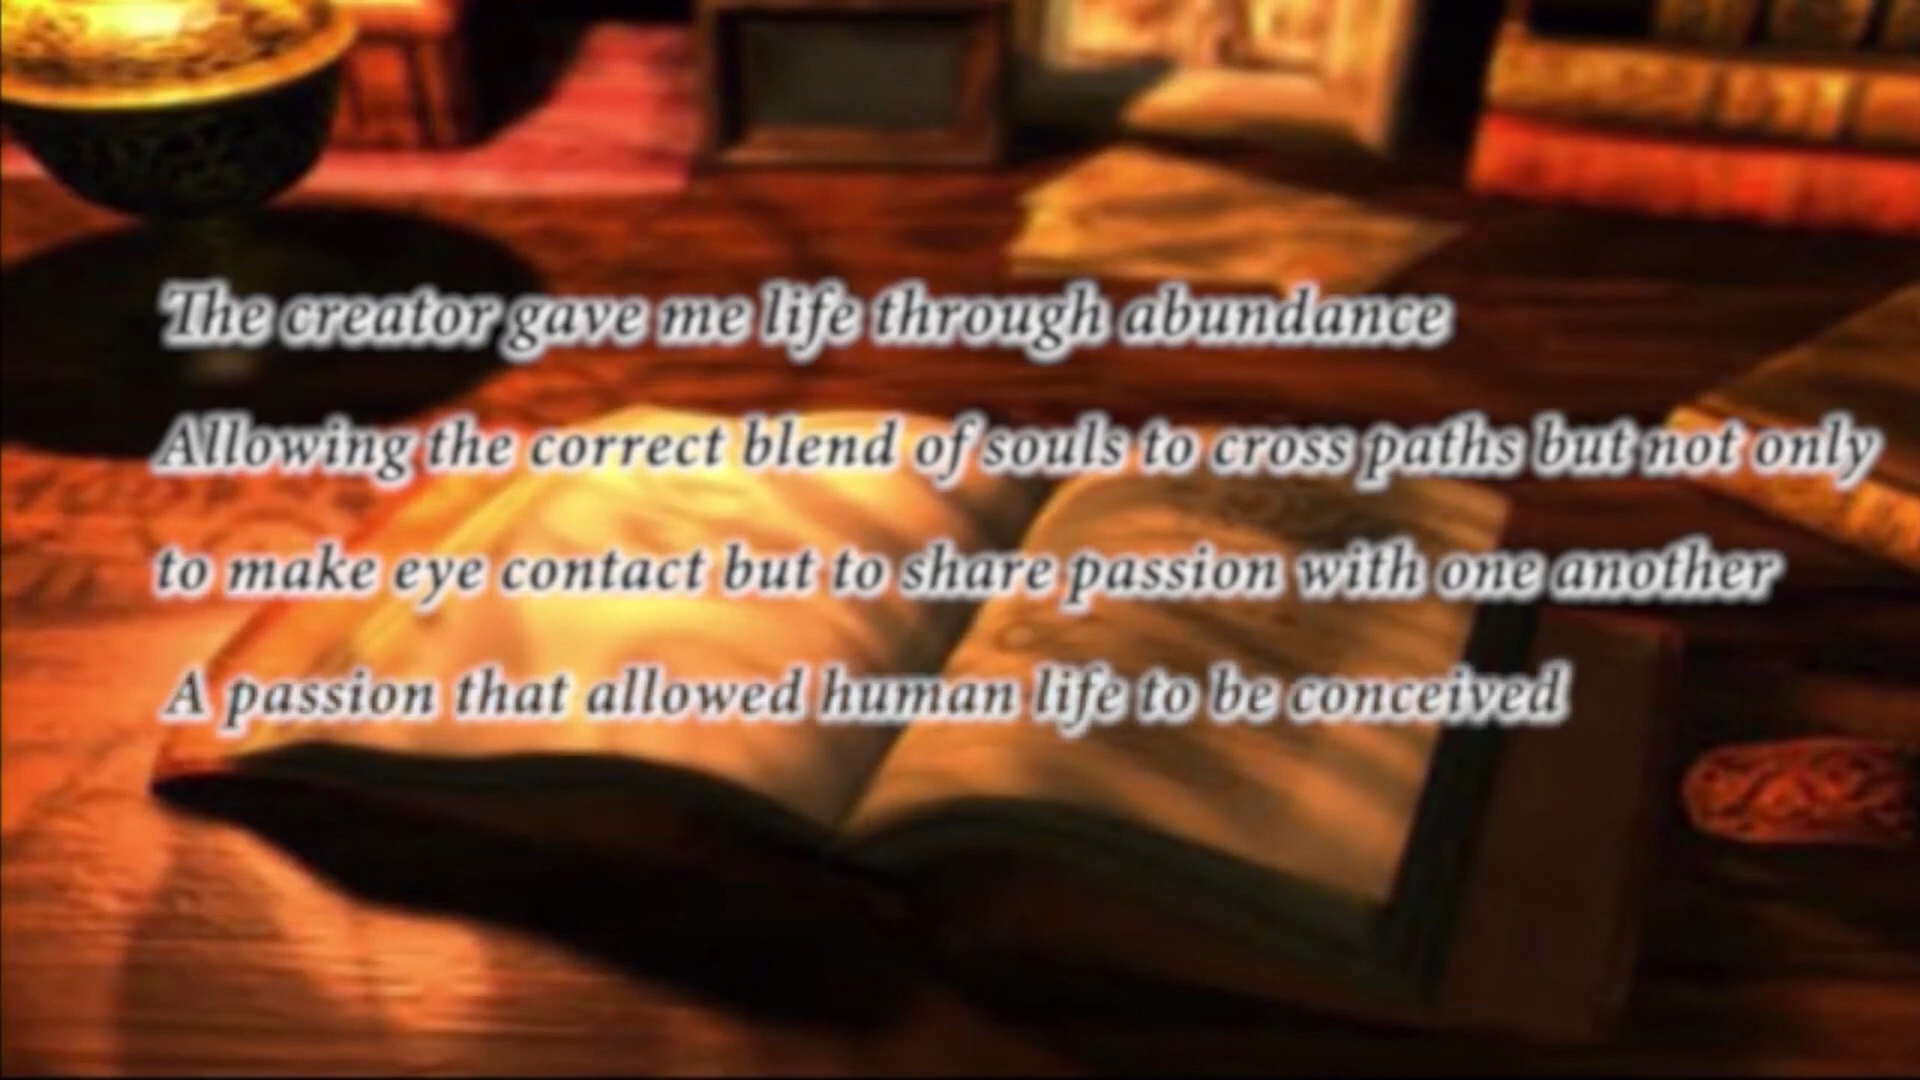 The creator gave me life through abundance
Allowing the correct blend of souls to cross paths but not only
to make eye contact but to share passion with one another
A passion that allowed human life to be conceived